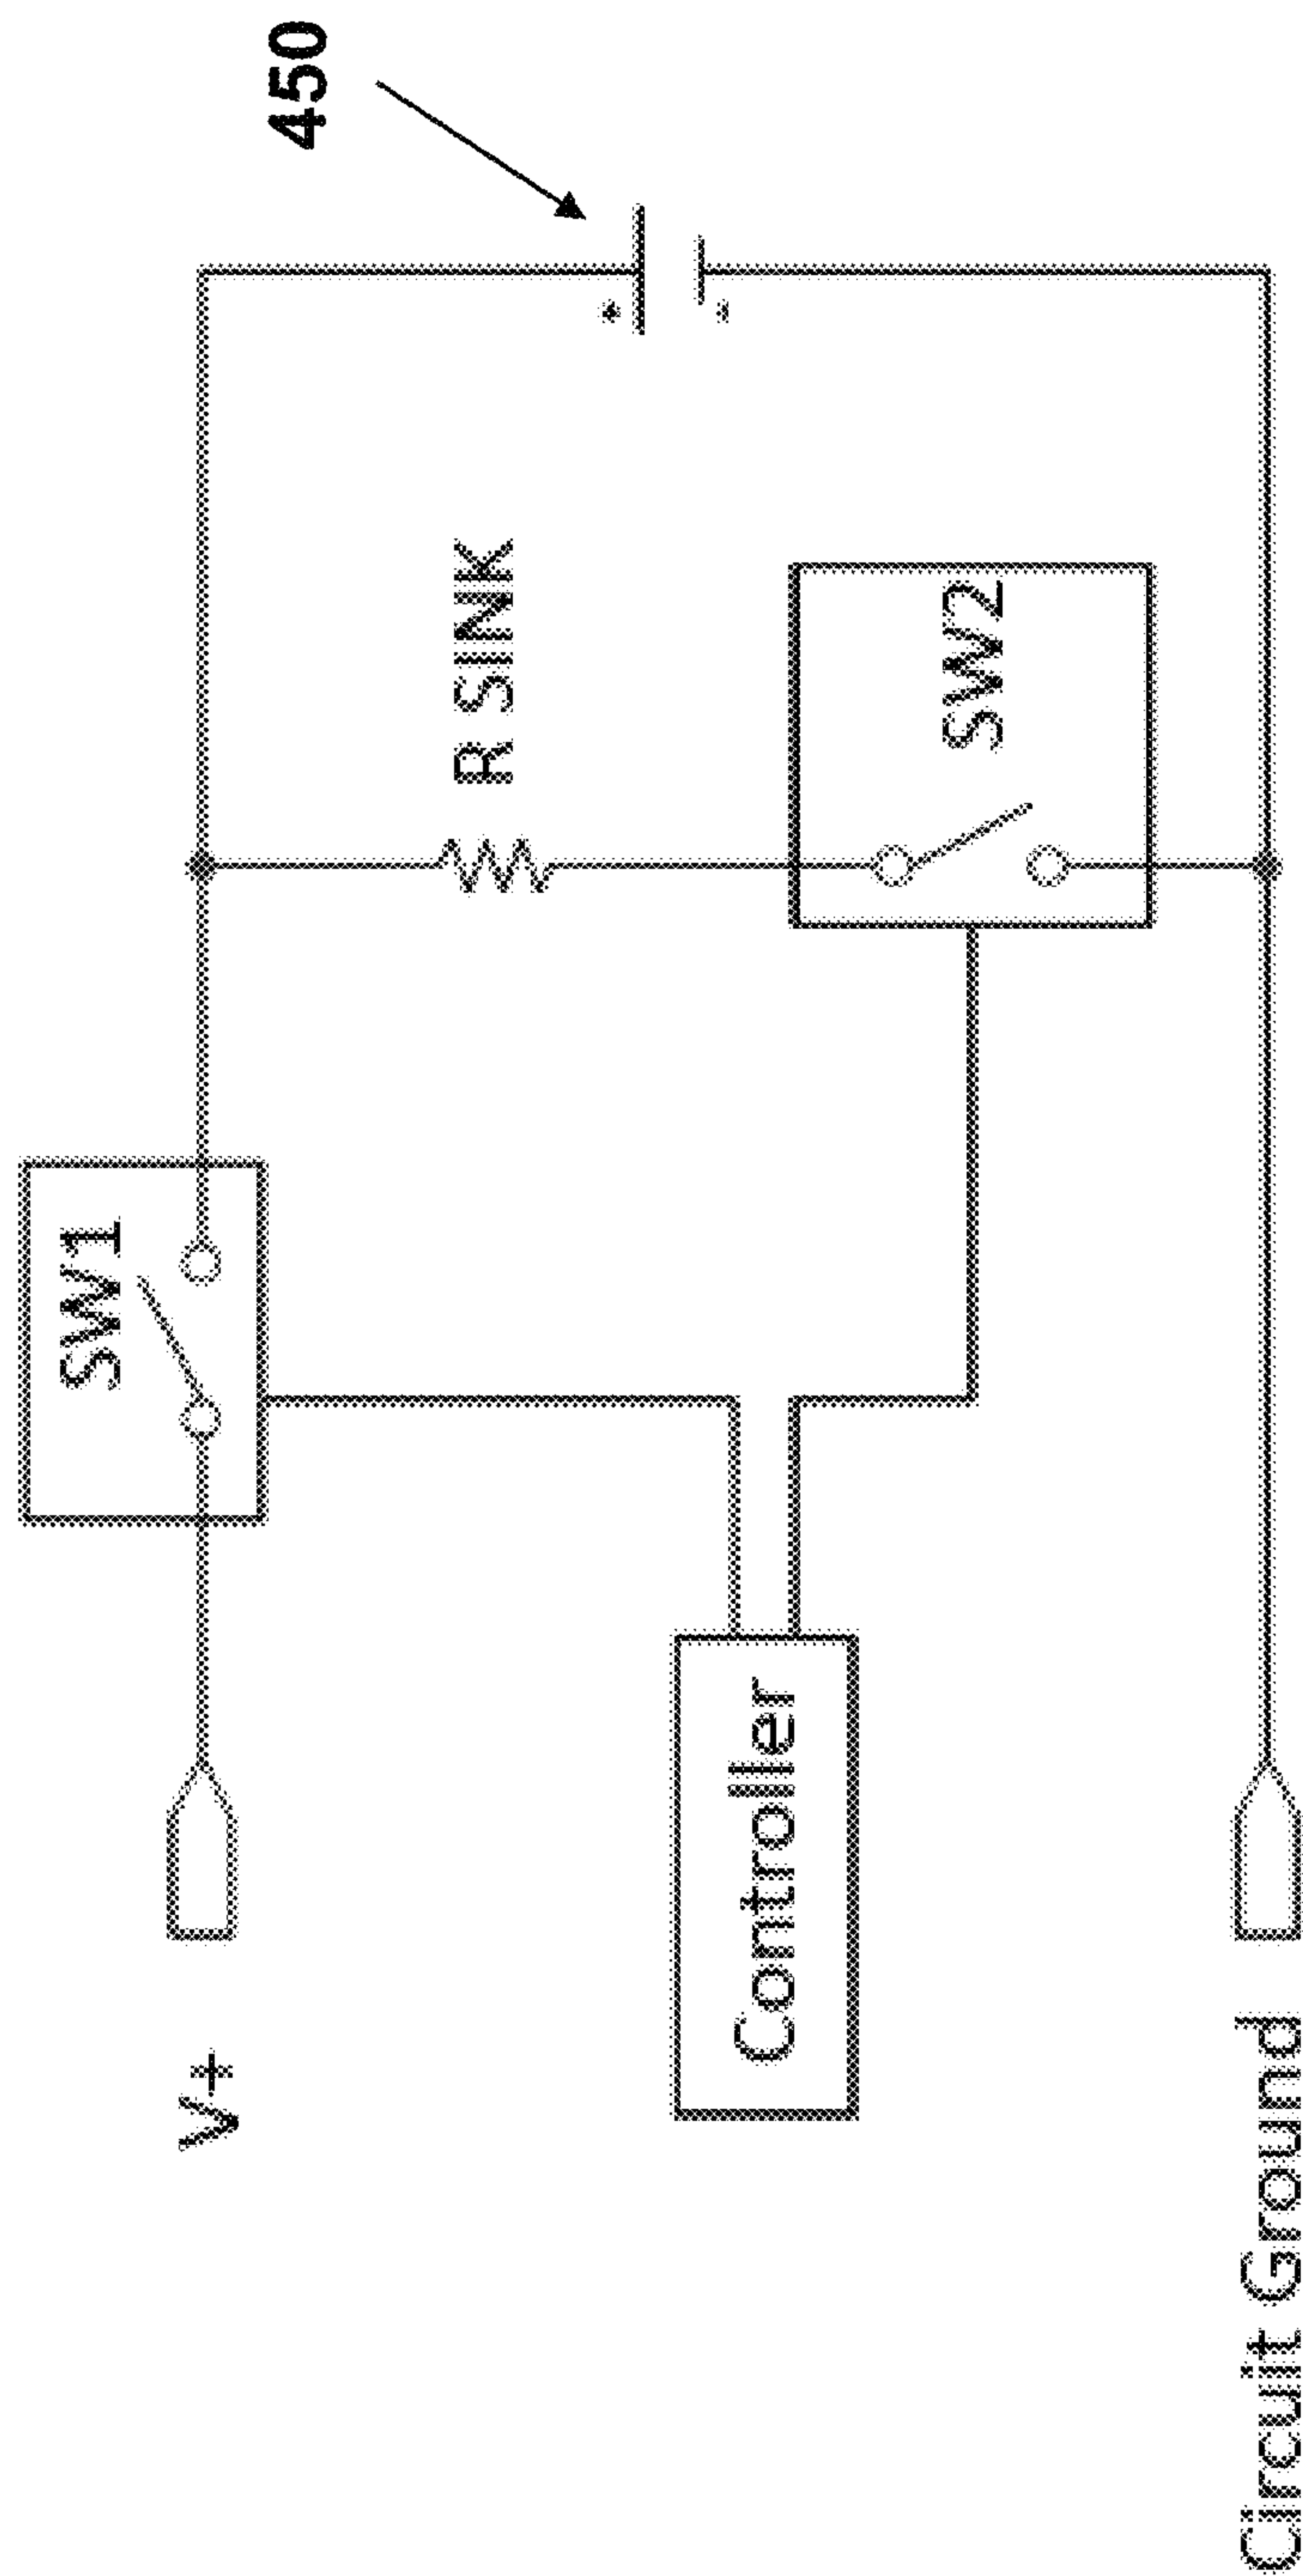 450
R SINK
SW1
SW2
V+
Controller
Circuit Ground